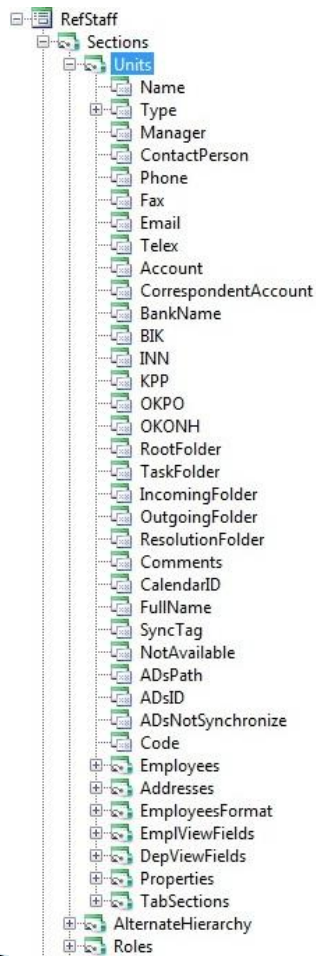 RefStaff
Sections
Units
Name
Type
Manager
ContactPerson
Phone
Fax
Email
Telex
Account
CorrespondentAccount
BankName
BIK
INN
KPP
OKPO
OKONH
RootFolder
TaskFolder
IncomingFolder
OutgoingFolder
ResolutionFolder
Comments
CalendarID
FullName
SyncTag
NotAvailable
ADsPath
ADsID
ADsNotSynchronize
Code
Employees
Addresses
EmployeesFormat
EmplViewFields
DepViewFields
Properties
TabSections
AlternateHierarchy
Roles